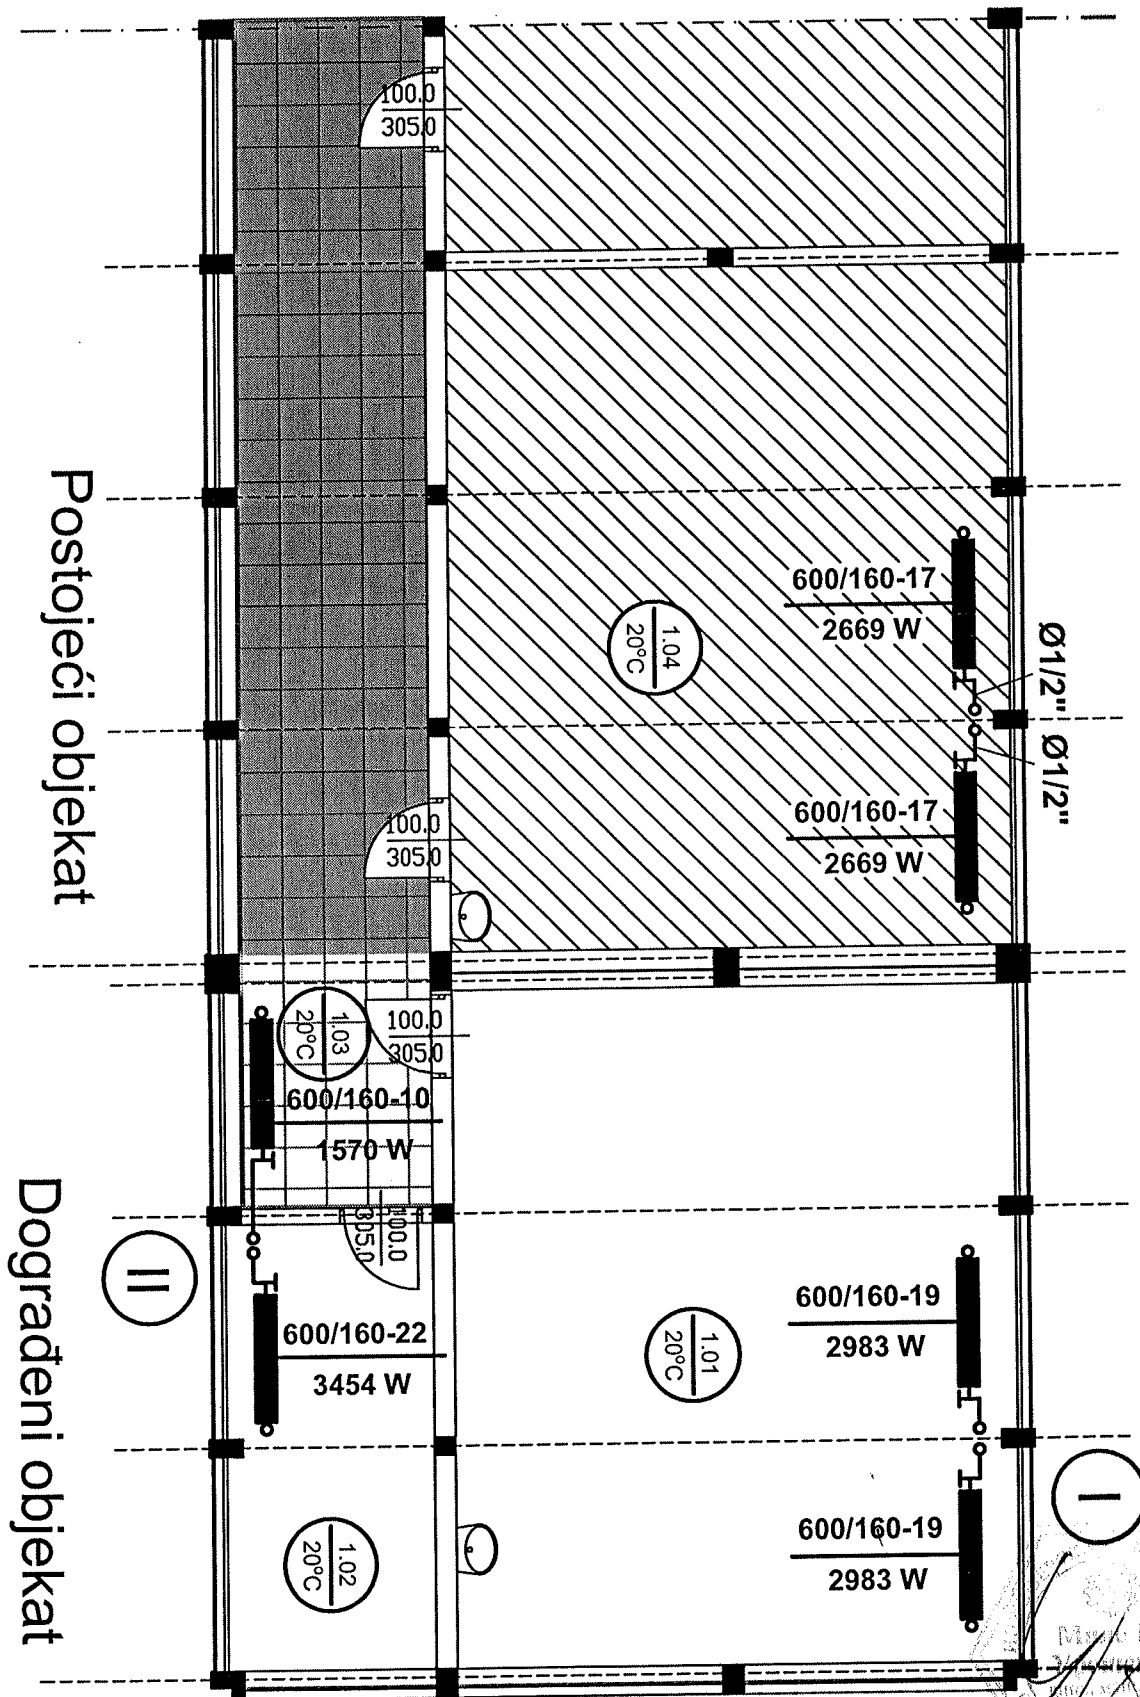 100.0
305.0
600/160-17
2669 W
1.04
20°C
Ø1/2"
Ø1/2"
600/160-17
2669 W
100.0
305.0
Postojeći objekat
1.03
20°C
100.0
305.0
600/160-10
1570 W
100.0
305.0
II
600/160-22
3454 W
1.01
20°C
600/160-19
2983 W
I
600/160-19
2983 W
1.02
20°C
Dograđeni objekat